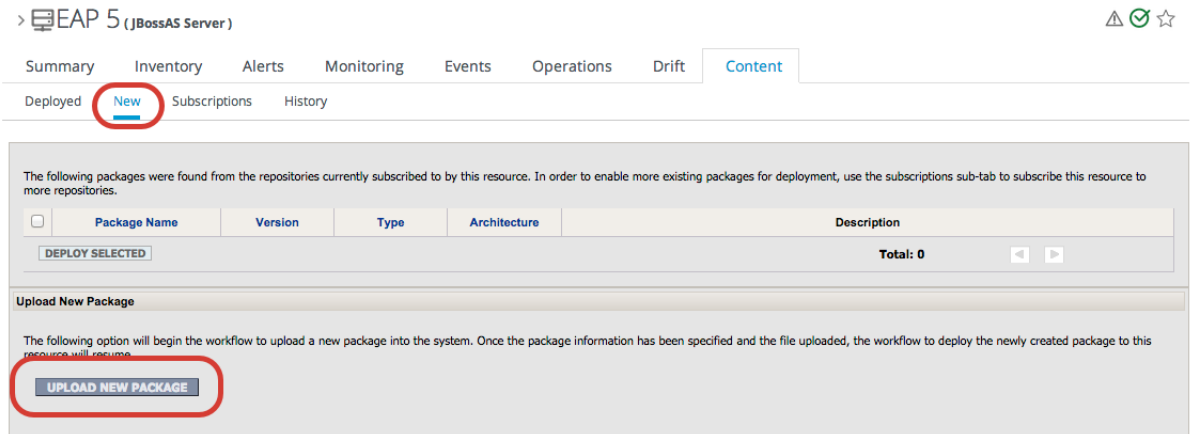 EAP 5 ( JBossAS Server )
Summary Inventory Alerts Monitoring Events Operations Drift Content
Deployed New Subscriptions History
The following packages were found from the repositories currently subscribed to by this resource. In order to enable more existing packages for deployment, use the subscriptions sub-tab to subscribe this resource to
more repositories.
Package Name Version Type Architecture Description
DEPLOY SELECTED Total: 0
Upload New Package
The following option will begin the workflow to upload a new package into the system. Once the package information has been specified and the file uploaded, the workflow to deploy the newly created package to this
resource will resume.
UPLOAD NEW PACKAGE